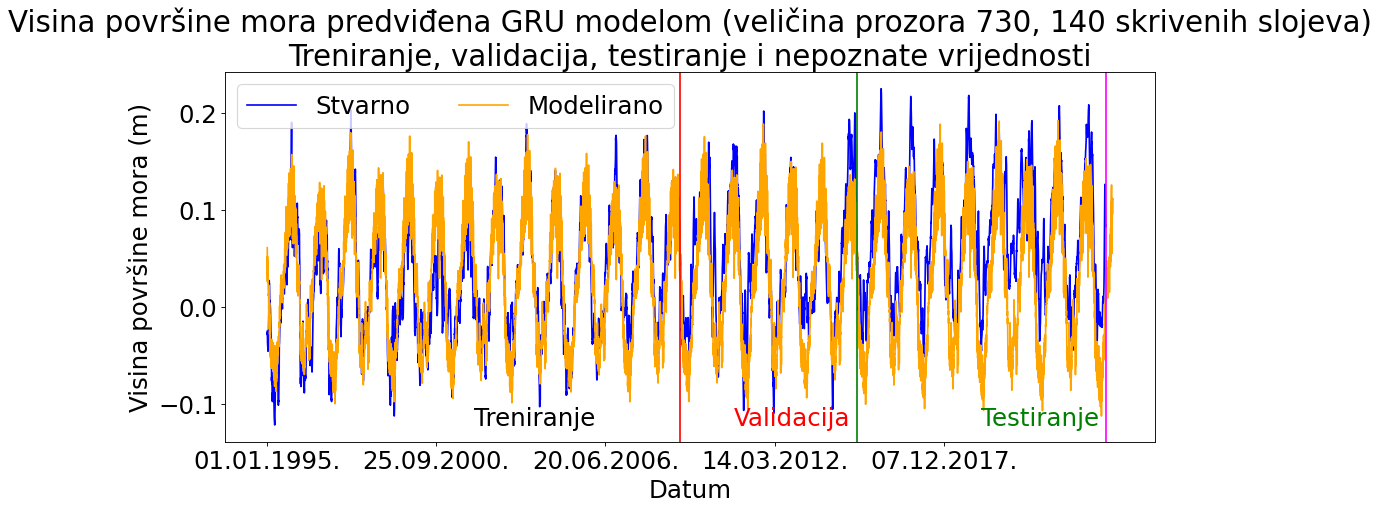 Visina površine mora predviđena GRU modelom (veličina prozora 730, 140 skrivenih slojeva)
Treniranje, validacija, testiranje i nepoznate vrijednosti
Stvarno
Modelirano
Visina površine mora (m)
0.2
0.1
0.0
−0.1
Treniranje
Validacija
Testiranje
01.01.1995.
25.09.2000.
20.06.2006.
14.03.2012.
07.12.2017.
Datum